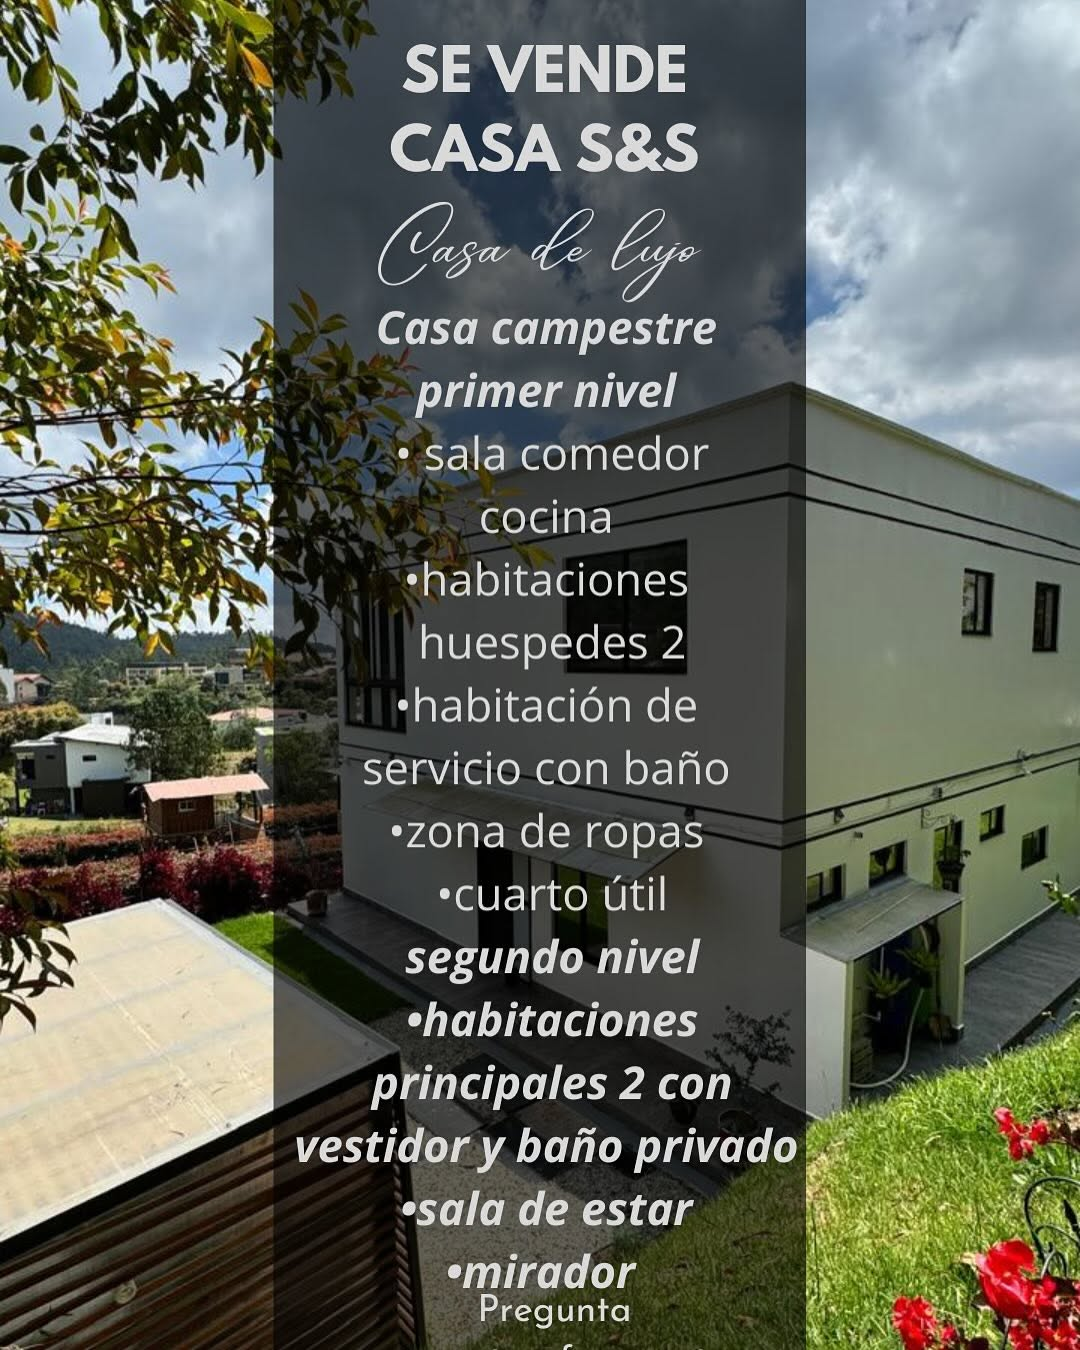 SE VENDE
CASA S&S
Casa de lujo
Casa campestre
primer nivel
• sala comedor
cocina
•habitaciones
huespedes 2
•habitación de
servicio con baño
•zona de ropas
•cuarto útil
segundo nivel
•habitaciones
principales 2 con
vestidor y baño privado
•sala de estar
•mirador
Pregunta